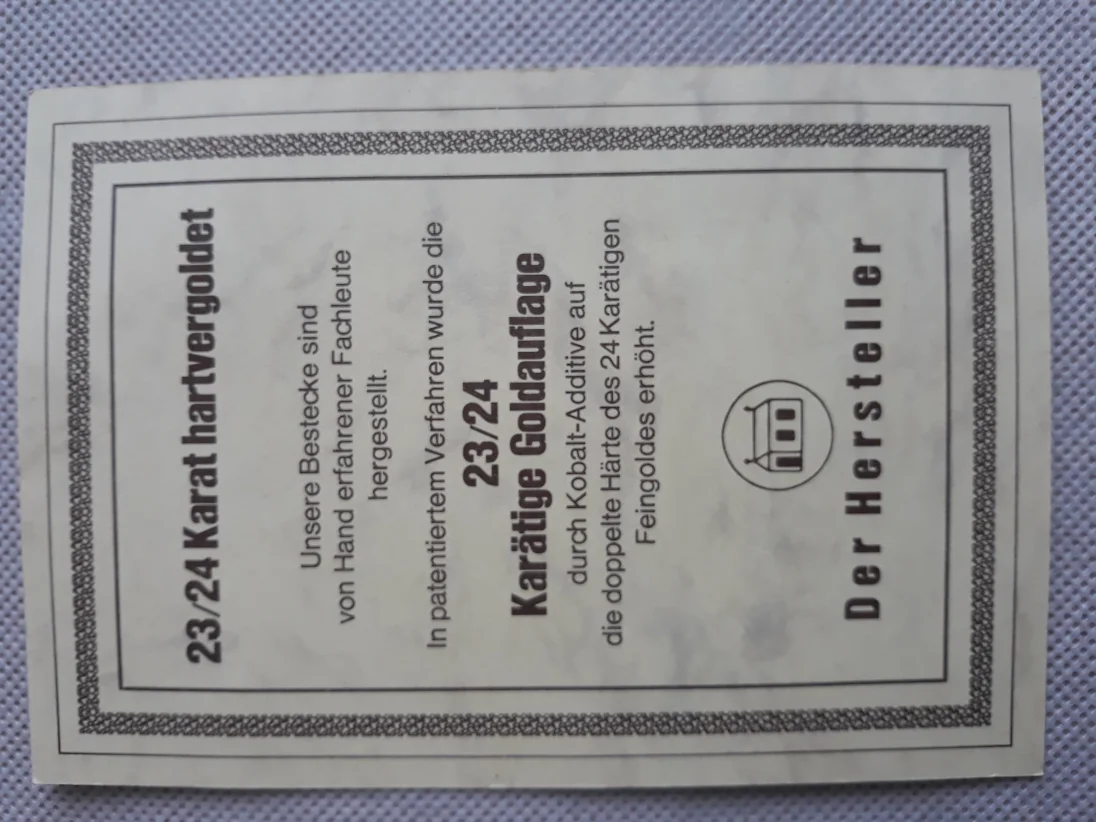 23/24 Karat hartvergoldet
Unsere Bestecke sind
von Hand erfahrener Fachleute
hergestellt.
In patentiertem Verfahren wurde die
23/24
Karätige Goldauflage
durch Kobalt-Additive auf
die doppelte Härte des 24 Karätigen
Feingoldes erhöht.
Der Hersteller